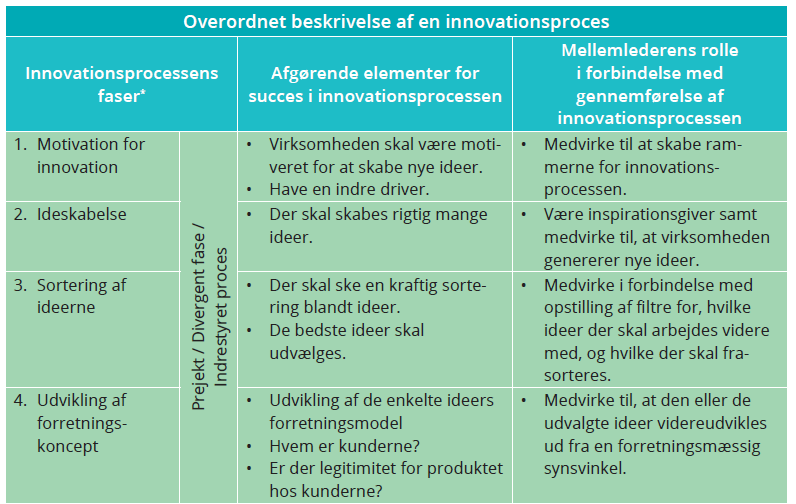 Overordnet beskrivelse af en innovationsproces
Innovationsprocessens
faser*
Afgørende elementer for
succes i innovationsprocessen
Mellemlederens rolle
i forbindelse med
gennemførelse af
innovationsprocessen
1. Motivation for
innovation
Prejekt / Divergent fase /
Indrestyret proces
• Virksomheden skal være moti-
veret for at skabe nye ideer.
• Have en indre driver.
• Medvirke til at skabe ram-
merne for innovations-
processen.
2. Ideskabelse
• Der skal skabes rigtig mange
ideer.
• Være inspirationsgiver samt
medvirke til, at virksomheden
genererer nye ideer.
3. Sortering af
ideerne
• Der skal ske en kraftig sorte-
ring blandt ideer.
• De bedste ideer skal
udvælges.
• Medvirke i forbindelse med
opstilling af filtre for, hvilke
ideer der skal arbejdes videre
med, og hvilke der skal fra-
sorteres.
4. Udvikling af
forretnings-
koncept
• Udvikling af de enkelte ideers
forretningsmodel
• Hvem er kunderne?
• Er der legitimitet for produktet
hos kunderne?
• Medvirke til, at den eller de
udvalgte ideer videreudvikles
ud fra en forretningsmæssig
synsvinkel.